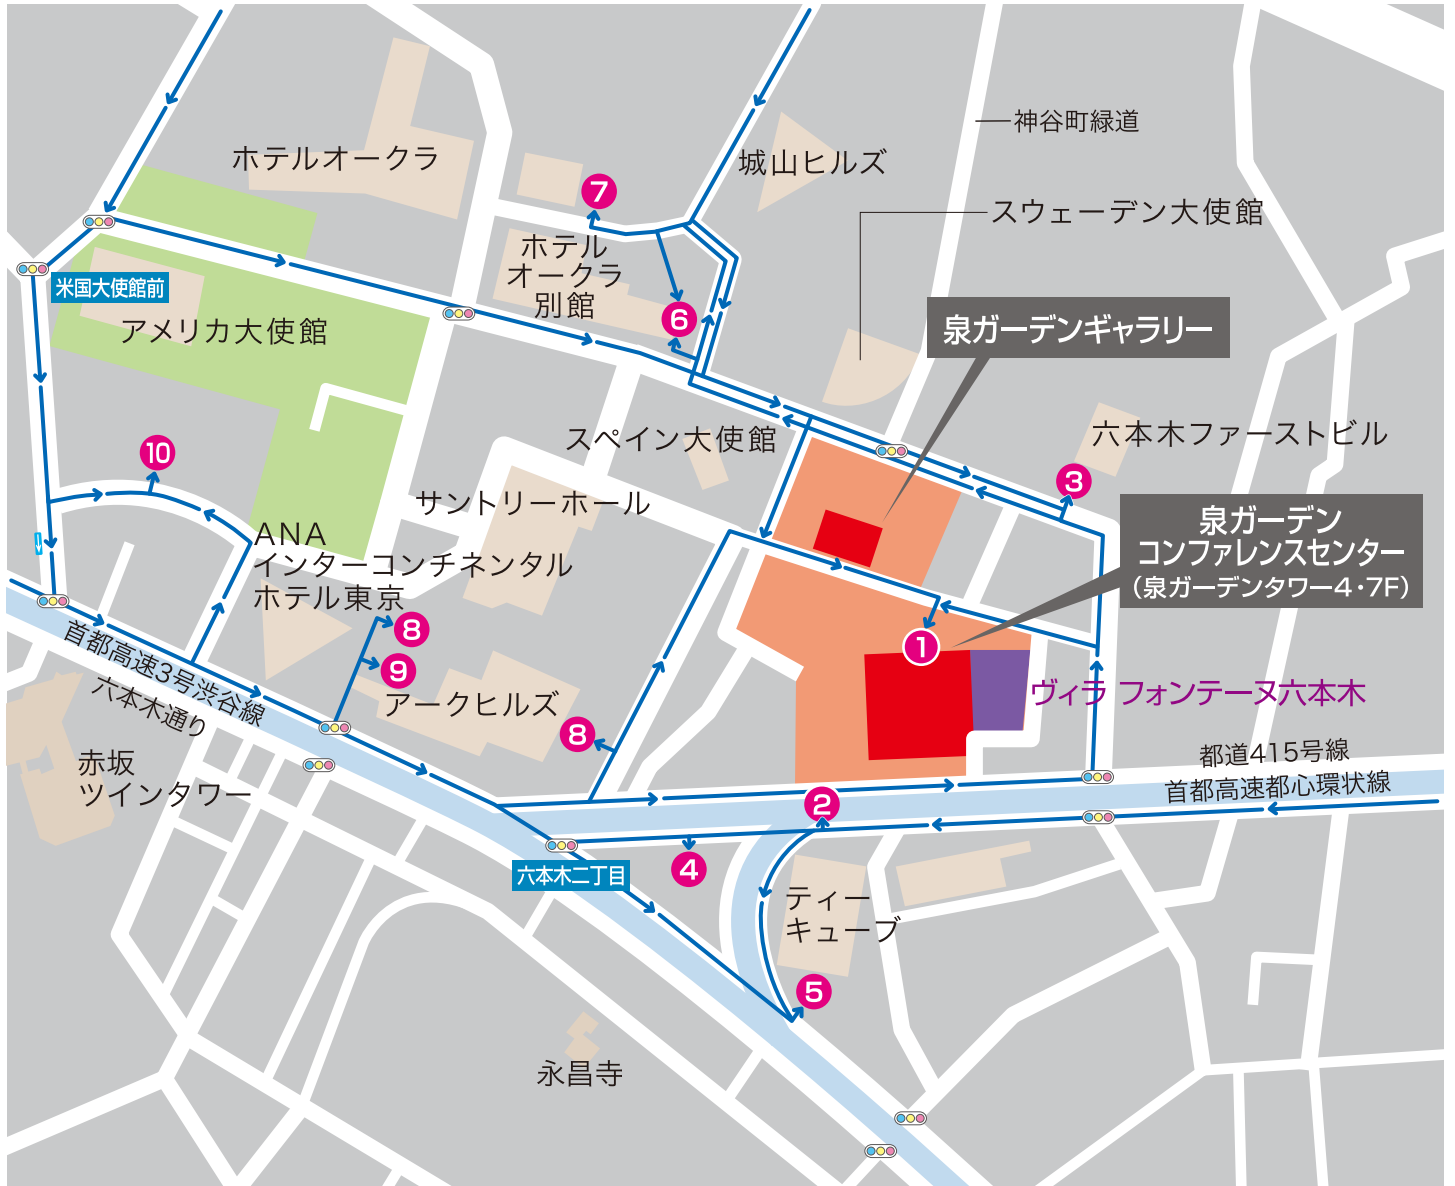 神谷町緑道
ホテルオークラ
城山ヒルズ
7
スウェーデン大使館
ホテル
オークラ
別館
米国大使館前
アメリカ大使館
6
泉ガーデンギャラリー
スペイン大使館
六本木ファーストビル
10
3
サントリーホール
泉ガーデン
コンファレンスセンター
(泉ガーデンタワー4・7F)
ANA
インターコンチネンタル
ホテル東京
8
1
首都高速3号渋谷線
9
六本木通り
アークヒルズ
ヴィラ フォンテーヌ六本木
8
赤坂
ツインタワー
都道415号線
首都高速都心環状線
2
六本木二丁目
4
ティー
キューブ
5
永昌寺